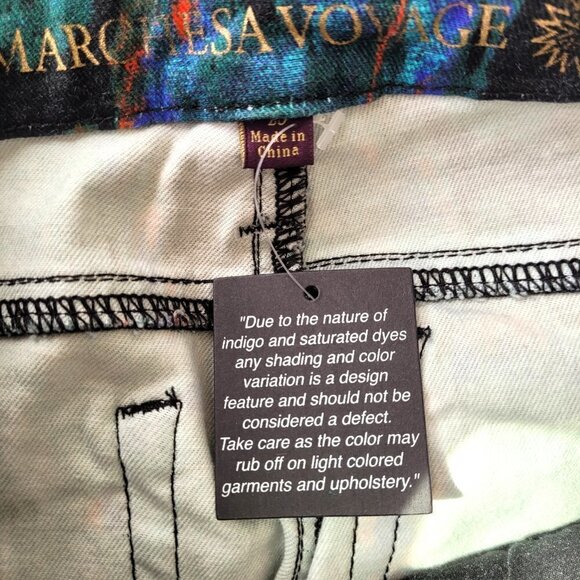 VOYAGE
Made in
China
"Due to the nature of
indigo and saturated dyes
any shading and color
variation is a design
feature and should not be
considered a defect.
Take care as the color may
rub off on light colored
garments and upholstery."